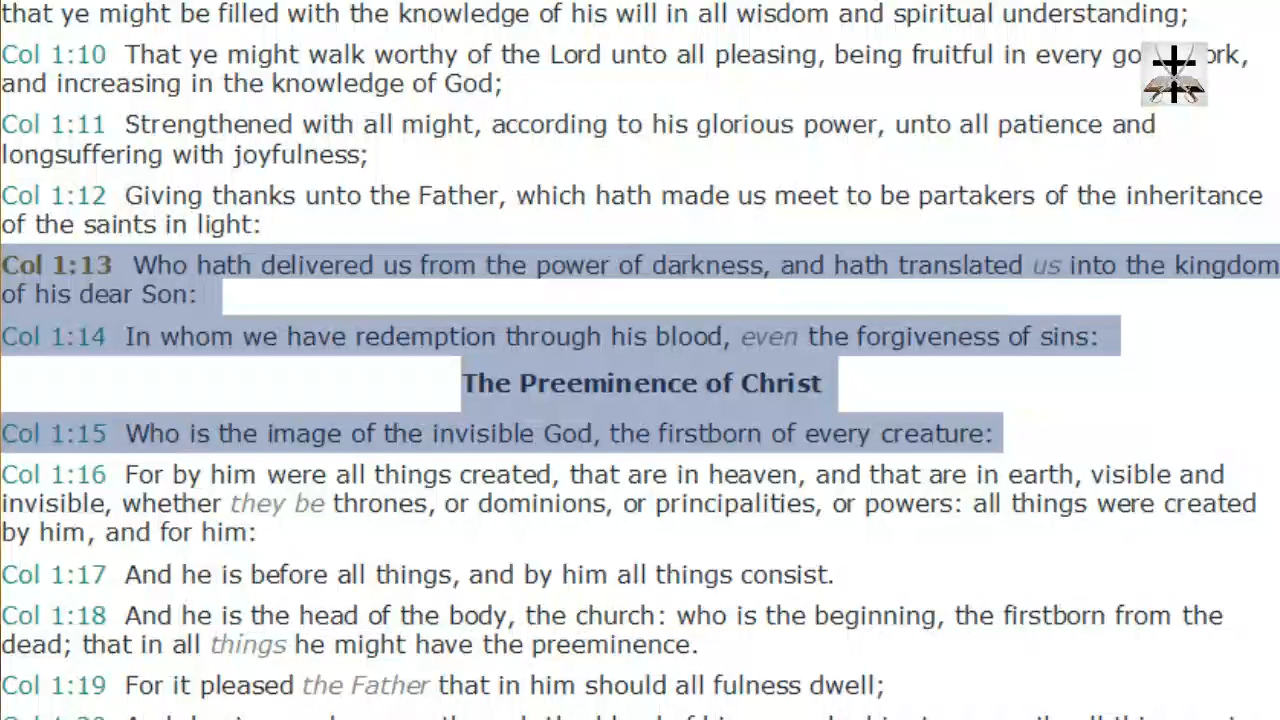 that ye might be filled with the knowledge of his will in all wisdom and spiritual understanding;
Col 1:10 That ye might walk worthy of the Lord unto all pleasing, being fruitful in every
and increasing in the knowledge of God;
Col 1:11 Strengthened with all might, according to his glorious power, unto all patience and
longsuffering with joyfulness;
Col 1:12 Giving thanks unto the Father, which hath made us meet to be partakers of the inheritance
of the saints in light:
Col 1:13 Who hath delivered us from the power of darkness, and hath translated us into the kingdom
of his dear Son:
Col 1:14 In whom we have redemption through his blood, even the forgiveness of sins:
The Preeminence of Christ
Col 1:15 Who is the image of the invisible God, the firstborn of every creature:
Col 1:16 For by him were all things created, that are in heaven, and that are in earth, visible and
invisible, whether they be thrones, or dominions, or principalities, or powers: all things were created
by him, and for him:
Col 1:17 And he is before all things, and by him all things consist.
Col 1:18 And he is the head of the body, the church: who is the beginning, the firstborn from the
dead; that in all things he might have the preeminence.
Col 1:19 For it pleased the Father that in him should all fulness dwell;